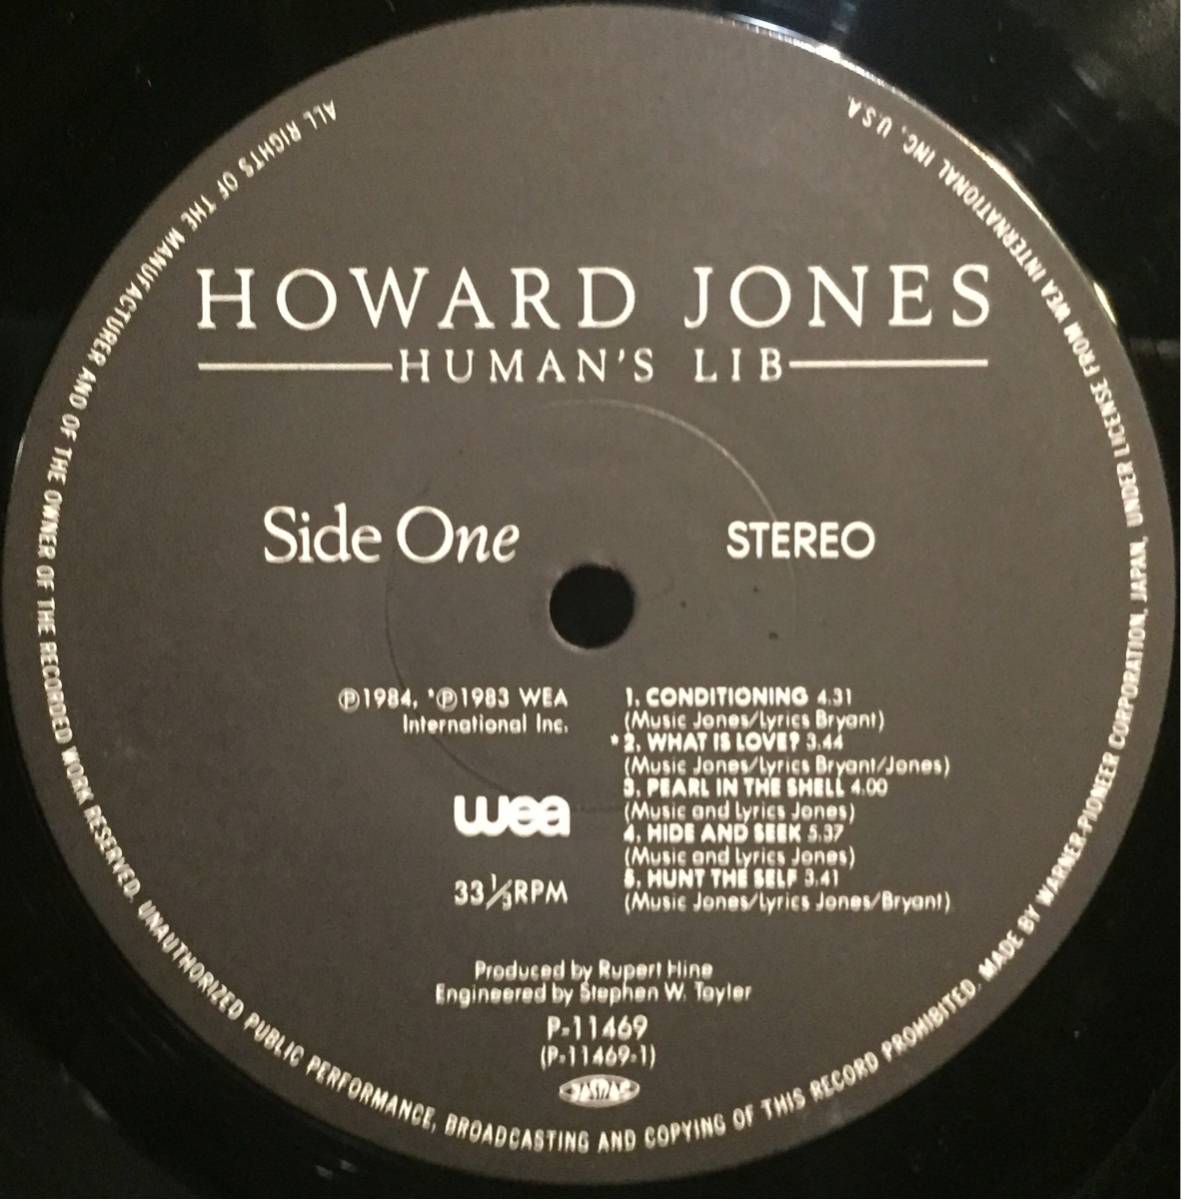 HOWARD JONES
HUMAN'S LIB
Side One
STEREO
℗1984, *℗1983 WEA
International Inc.
wea
33 1/3 RPM
1. CONDITIONING 4.31
(Music Jones/Lyrics Bryant)
*2. WHAT IS LOVE? 3.44
(Music Jones/Lyrics Bryant/Jones)
3. PEARL IN THE SHELL 4.00
(Music and Lyrics Jones)
4. HIDE AND SEEK 5.37
(Music and Lyrics Jones)
5. HUNT THE SELF 3.41
(Music Jones/Lyrics Jones/Bryant)
Produced by Rupert Hine
Engineered by Stephen W. Tayler
P-11469
(P-11469-1)
JASRAC
ALL RIGHTS OF THE MANUFACTURER AND OF THE OWNER OF THE RECORDED WORK RESERVED. UNAUTHORIZED PUBLIC PERFORMANCE, BROADCASTING AND COPYING OF THIS RECORD PROHIBITED. MADE BY WARNER-PIONEER CORPORATION, JAPAN, UNDER LICENSE FROM WEA INTERNATIONAL INC, U.S.A.